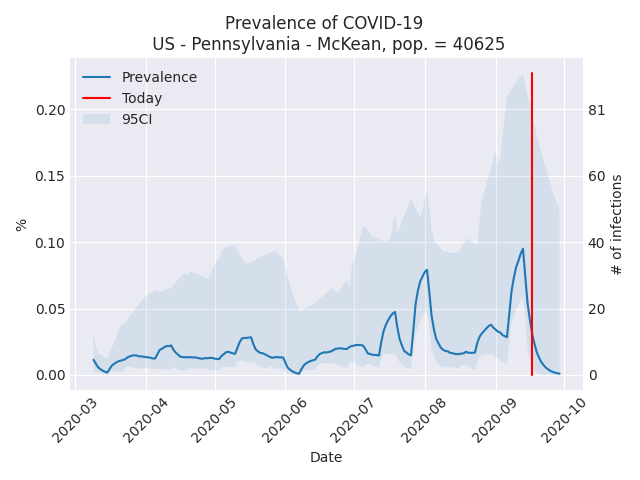 Prevalence of COVID-19
US - Pennsylvania - McKean, pop. = 40625
Prevalence
Today
95CI
%
0.20
0.15
0.10
0.05
0.00
81
60
40
20
0
# of infections
2020-03
2020-04
2020-05
2020-06
2020-07
2020-08
2020-09
2020-10
Date